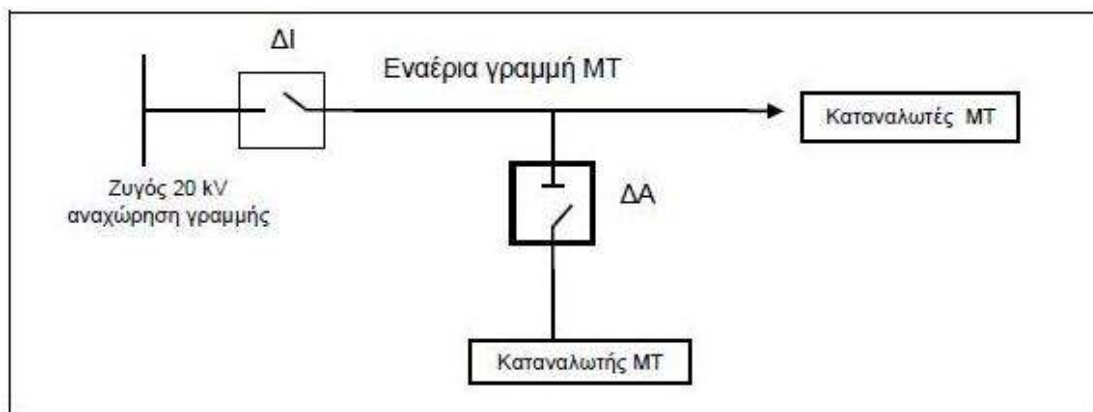 ΔΙ
Εναέρια γραμμή ΜΤ
Καταναλωτές ΜΤ
Ζυγός 20 kV
αναχώρηση γραμμής
ΔΑ
Καταναλωτής ΜΤ